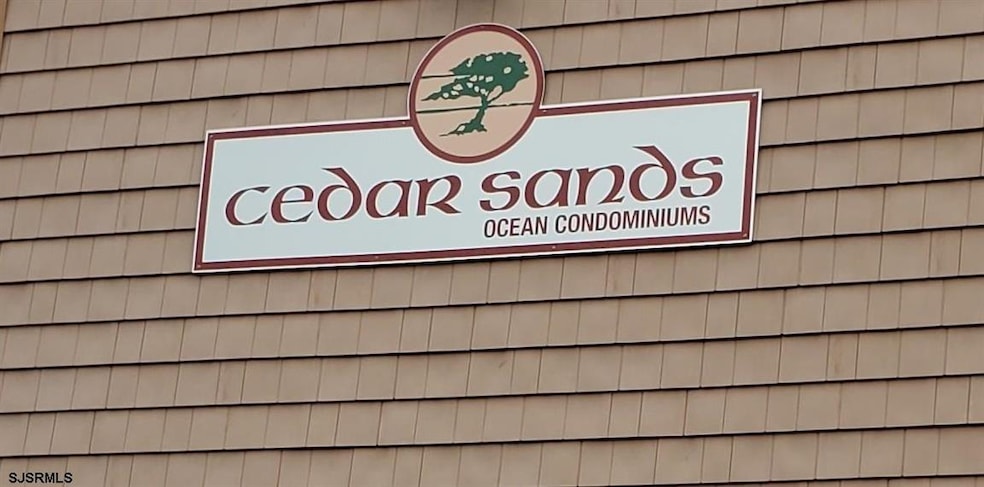 cedar sands
OCEAN CONDOMINIUMS
SJSRMLS